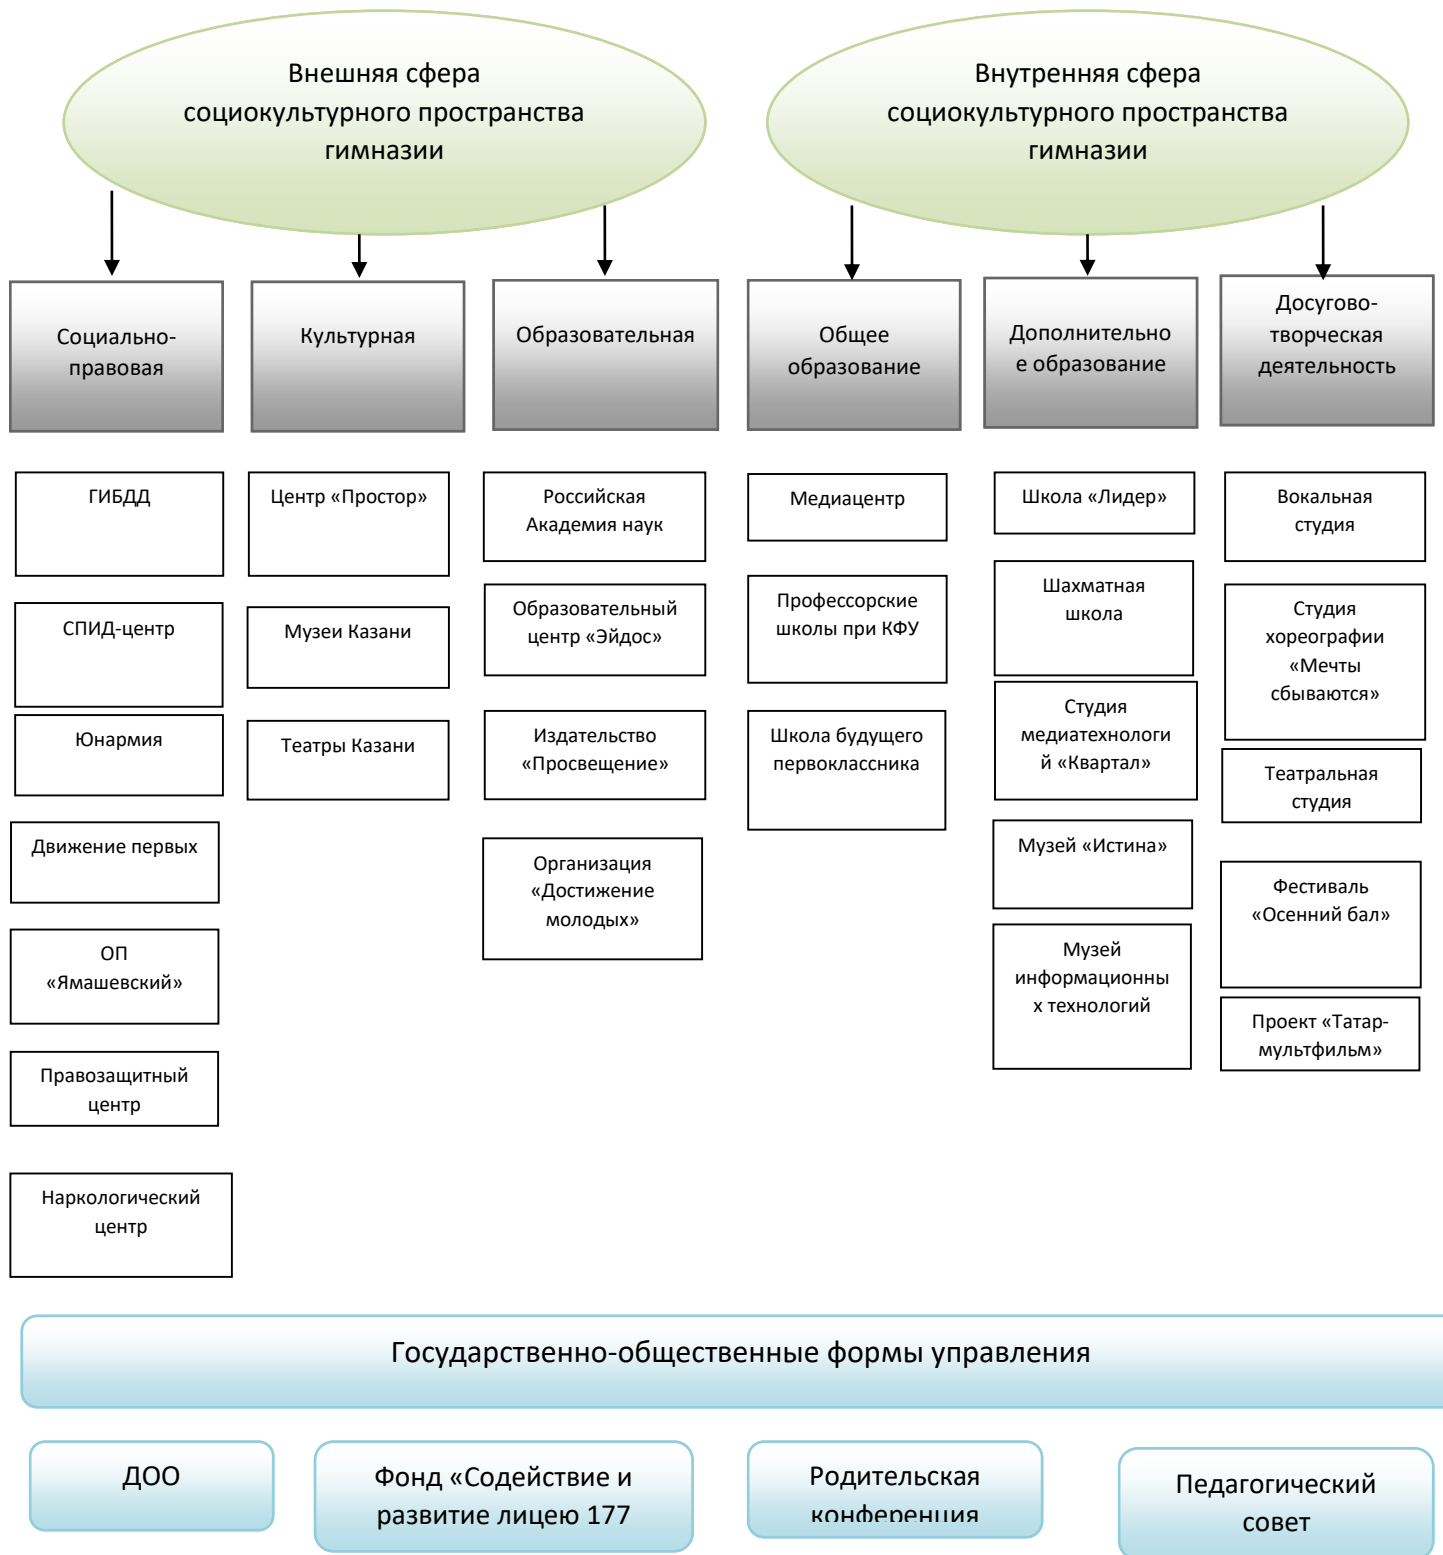 Внешняя сфера
социокультурного пространства
гимназии
Внутренняя сфера
социокультурного пространства
гимназии
Социально-
правовая
Культурная
Образовательная
Общее
образование
Дополнительно
е образование
Досугово-
творческая
деятельность
ГИБДД
СПИД-центр
Юнармия
Движение первых
ОП
«Ямашевский»
Правозащитный
центр
Наркологический
центр
Центр «Простор»
Музеи Казани
Театры Казани
Российская
Академия наук
Образовательный
центр «Эйдос»
Издательство
«Просвещение»
Организация
«Достижение
молодых»
Медиацентр
Профессорские
школы при КФУ
Школа будущего
первоклассника
Школа «Лидер»
Шахматная
школа
Студия
медиатехнологи
й «Квартал»
Музей «Истина»
Музей
информационны
х технологий
Вокальная
студия
Студия
хореографии
«Мечты
сбываются»
Театральная
студия
Фестиваль
«Осенний бал»
Проект «Татар-
мультфильм»
Государственно-общественные формы управления
ДОО
Фонд «Содействие и
развитие лицею 177
Родительская
конференция
Педагогический
совет